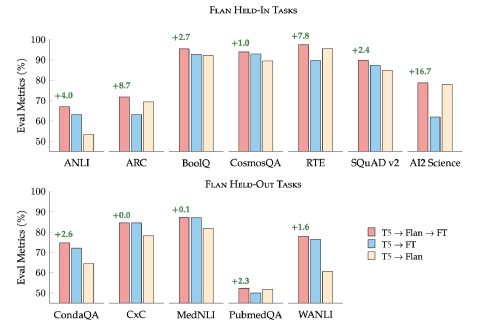 FLAN HELD-IN TASKS
Eval Metrics (%)
100
90
80
70
60
50
+4.0
+8.7
+2.7
+1.0
+7.8
+2.4
+16.7
ANLI
ARC
BoolQ
CosmosQA
RTE
SQuAD v2
AI2 Science
FLAN HELD-OUT TASKS
Eval Metrics (%)
100
90
80
70
60
50
+2.6
+0.0
+0.1
+2.3
+1.6
CondaQA
CxC
MedNLI
PubmedQA
WANLI
T5 → Flan → FT
T5 → FT
T5 → Flan